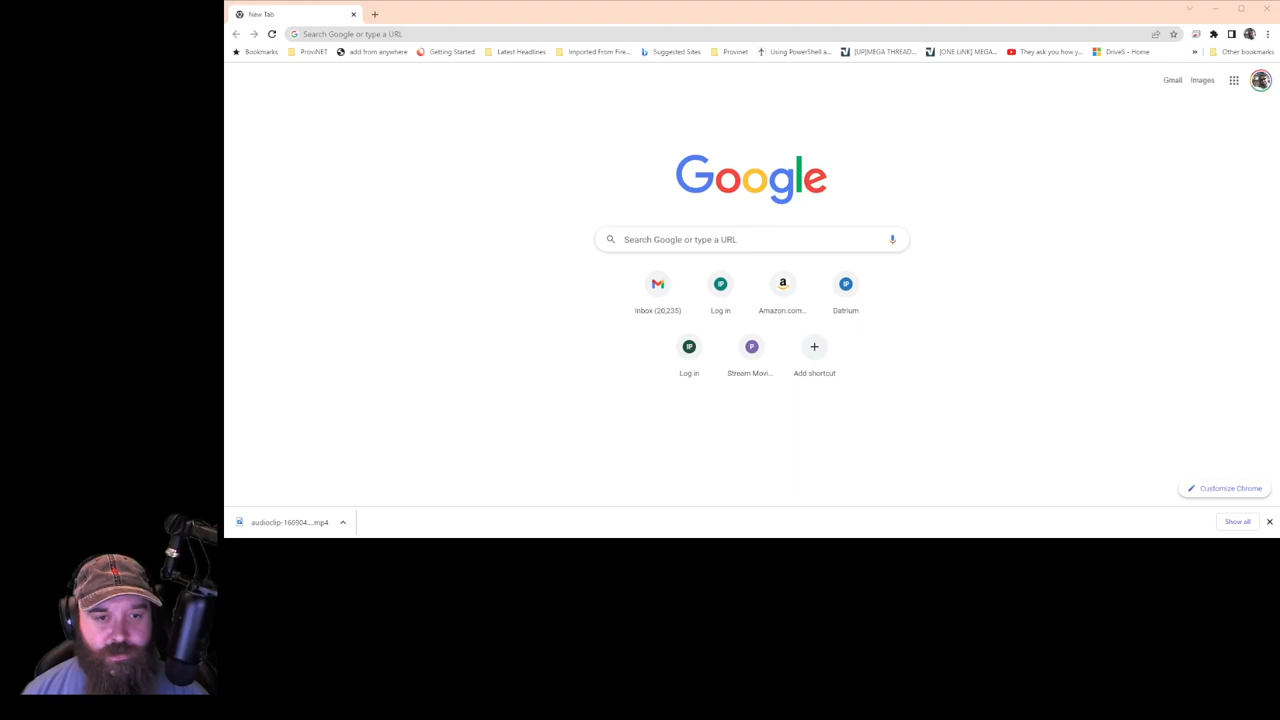 New Tab
Search Google or type a URL
Bookmarks ProviNET add from anywhere Getting Started Latest Headlines Imported From Fire... Suggested Sites Provinet Using PowerShell a... [UP]MEGA THREAD... [ONE LiNK] MEGA... They ask you how y... DriveS - Home » Other bookmarks
Gmail Images
Google
Search Google or type a URL
M IP a IP
Inbox (20,235) Log in Amazon.com... Datrium
IP P
Log in Stream Movi... Add shortcut
Customize Chrome
audioclip-166904....mp4 Show all